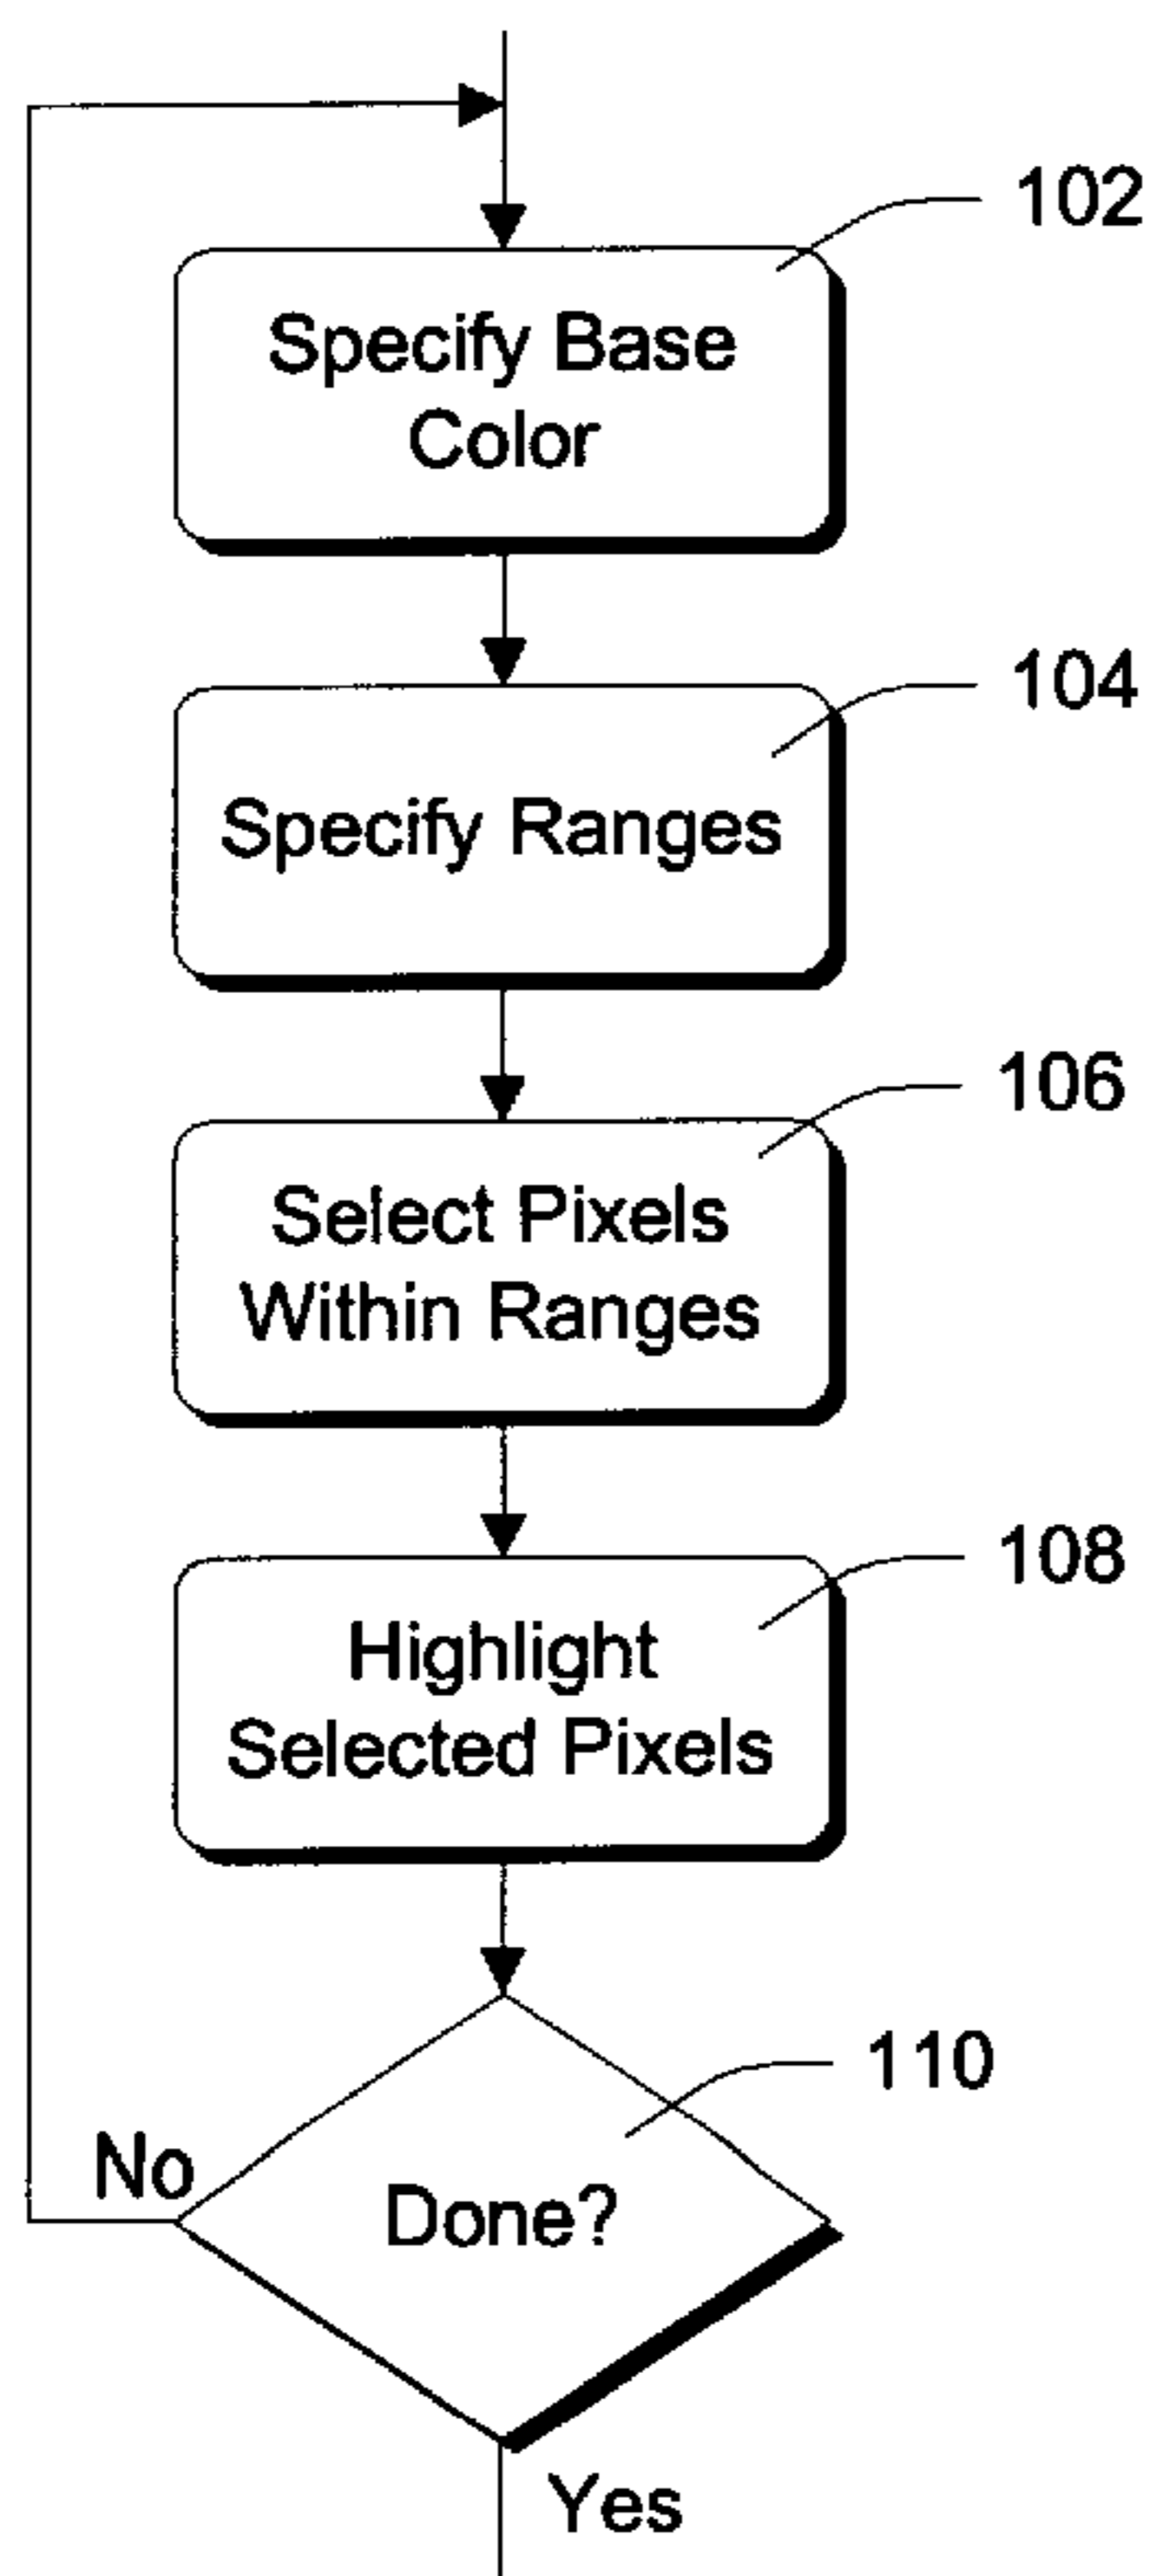 102
Specify Base
Color
104
Specify Ranges
106
Select Pixels
Within Ranges
108
Highlight
Selected Pixels
110
No
Done?
Yes